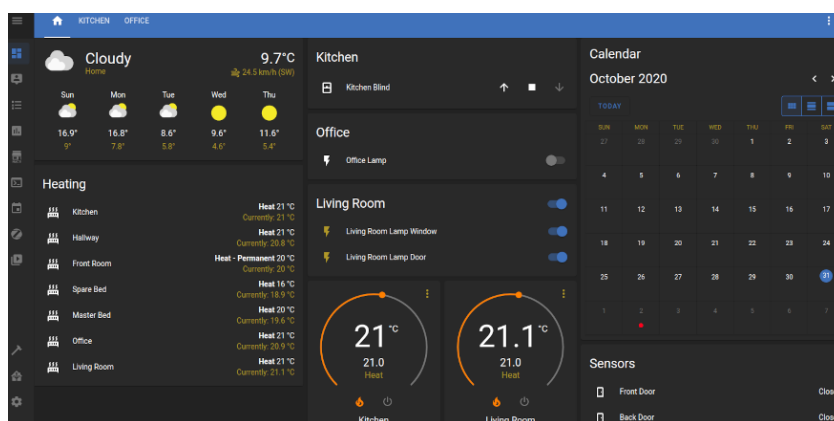 KITCHEN OFFICE
Cloudy
Home
9.7°C
24.5 km/h (SW)
Sun Mon Tue Wed Thu
16.9° 16.8° 8.6° 9.6° 11.6°
9° 7.8° 5.8° 4.6° 5.4°
Heating
Kitchen Heat 21 °C
Currently: 21 °C
Hallway Heat 21 °C
Currently: 20.8 °C
Front Room Heat - Permanent 20 °C
Currently: 20 °C
Spare Bed Heat 16 °C
Currently: 18.9 °C
Master Bed Heat 20 °C
Currently: 19.6 °C
Office Heat 21 °C
Currently: 20.9 °C
Living Room Heat 21 °C
Currently: 21.1 °C
Kitchen
Kitchen Blind
Office
Office Lamp
Living Room
Living Room Lamp Window
Living Room Lamp Door
21 °C
21.0
Heat
Kitchen
21.1 °C
21.0
Heat
Living Room
Calendar
October 2020
TODAY
SUN MON TUE WED THU FRI SAT
27 28 29 30 1 2 3
4 5 6 7 8 9 10
11 12 13 14 15 16 17
18 19 20 21 22 23 24
25 26 27 28 29 30 31
1 2 3 4 5 6 7
Sensors
Front Door Clos
Back Door Clos